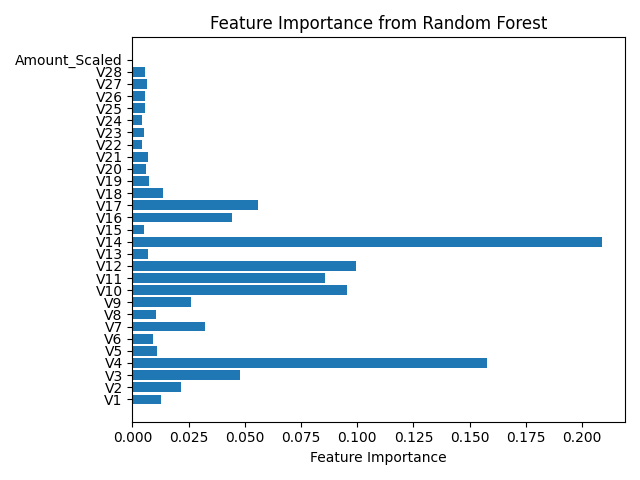 Feature Importance from Random Forest
Amount_Scaled
V28
V27
V26
V25
V24
V23
V22
V21
V20
V19
V18
V17
V16
V15
V14
V13
V12
V11
V10
V9
V8
V7
V6
V5
V4
V3
V2
V1
0.000 0.025 0.050 0.075 0.100 0.125 0.150 0.175 0.200
Feature Importance